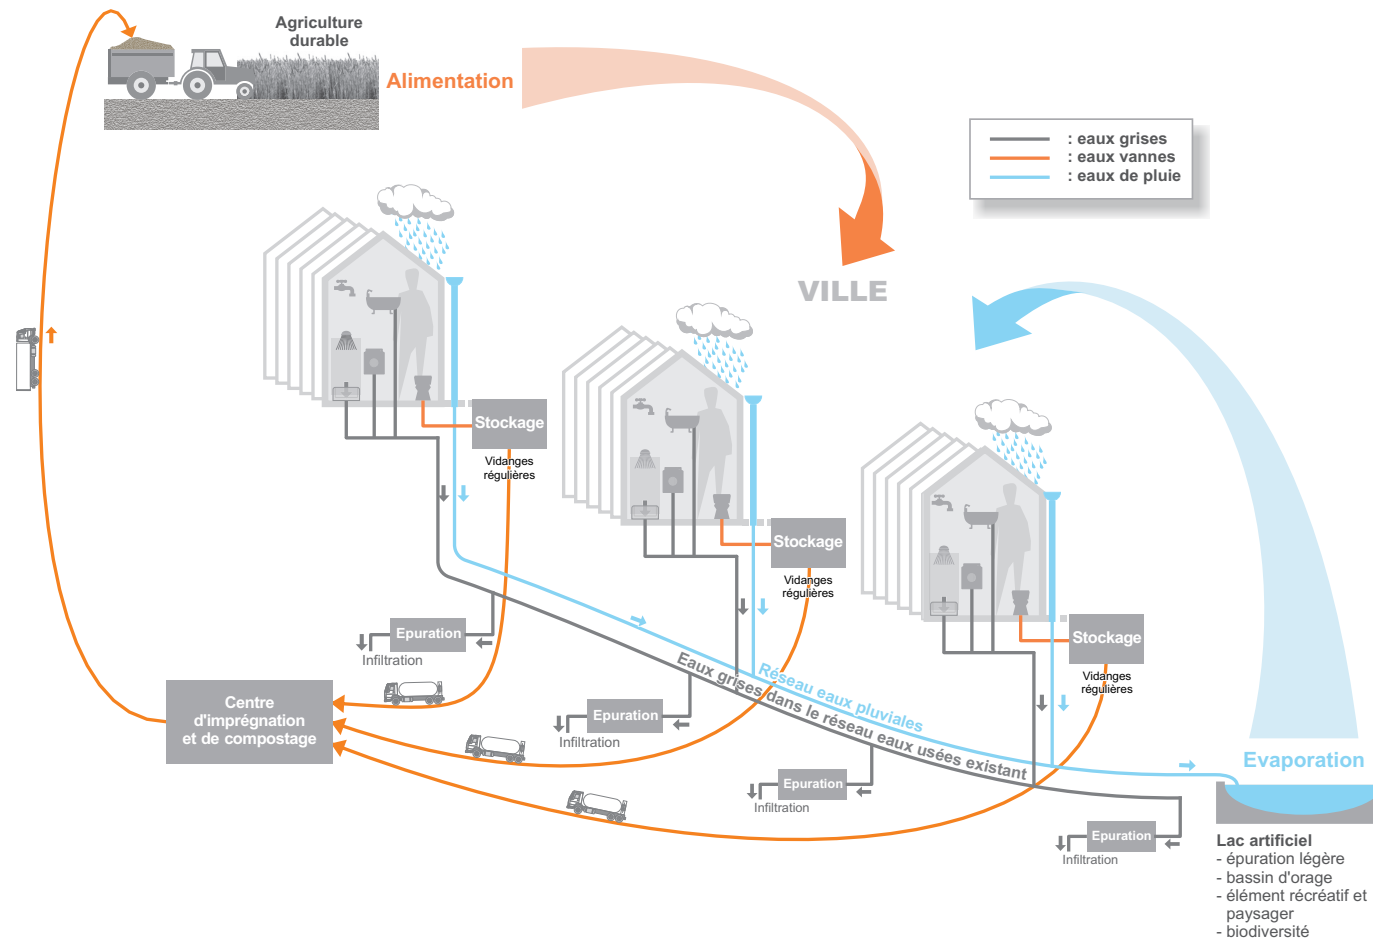 Agriculture
durable
Alimentation
: eaux grises
: eaux vannes
: eaux de pluie
VILLE
Stockage
Vidanges
régulières
Stockage
Vidanges
régulières
Stockage
Vidanges
régulières
Epuration
Infiltration
Réseau eaux pluviales
Eaux grises dans le réseau eaux usées existant
Centre
d'imprégnation
et de compostage
Epuration
Infiltration
Epuration
Infiltration
Epuration
Infiltration
Evaporation
Lac artificiel
- épuration légère
- bassin d'orage
- élément récréatif et
paysager
- biodiversité